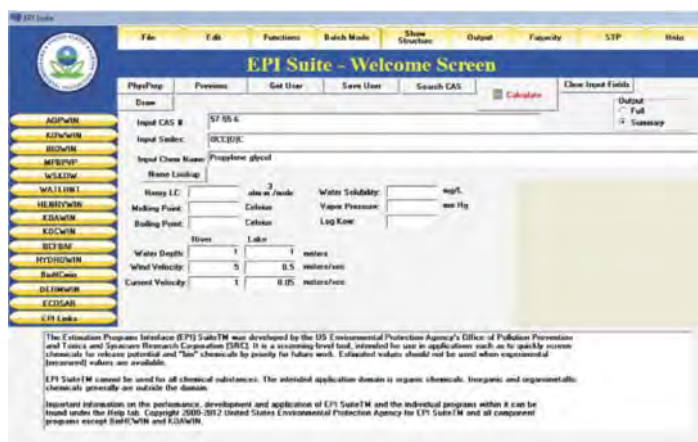 EPI Suite
File Edit Functions Batch Mode Show Structure Output Fugacity STP Help
EPI Suite - Welcome Screen
PhysProp Previous Get User Save User Search CAS Calculate Clear Input Fields
Draw
Output
Full
Summary
Input CAS #: 57-55-6
Input Smiles: OCC(O)C
Input Chem Name: Propylene glycol
Name Lookup
Henry LC: atm-m3/mole Water Solubility: mg/L
Melting Point: Celsius Vapor Pressure: mm Hg
Boiling Point: Celsius Log Kow:
River Lake
Water Depth: 1 1 meters
Wind Velocity: 5 0.5 meters/sec
Current Velocity: 1 0.05 meters/sec
AOPWIN
KOWWIN
BIOWIN
MPBPVP
WSKOW
WATERNT
HENRYWIN
KOAWIN
KOCWIN
BCFBAF
HYDROWIN
BioHCwin
DERMWIN
ECOSAR
EPI Links
The Estimation Programs Interface (EPI) SuiteTM was developed by the US Environmental Protection Agency's Office of Pollution Prevention
and Toxics and Syracuse Research Corporation (SRC). It is a screening-level tool, intended for use in applications such as to quickly screen
chemicals for release potential and "bin" chemicals by priority for future work. Estimated values should not be used when experimental
(measured) values are available.
EPI SuiteTM cannot be used for all chemical substances. The intended application domain is organic chemicals. Inorganic and organometallic
chemicals generally are outside the domain.
Important information on the performance, development and application of EPI SuiteTM and the individual programs within it can be
found under the Help tab. Copyright 2000-2012 United States Environmental Protection Agency for EPI SuiteTM and all component
programs except BioHCWIN and KOAWIN.